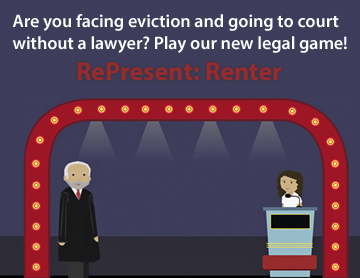 Are you facing eviction and going to court
without a lawyer? Play our new legal game!
RePresent: Renter